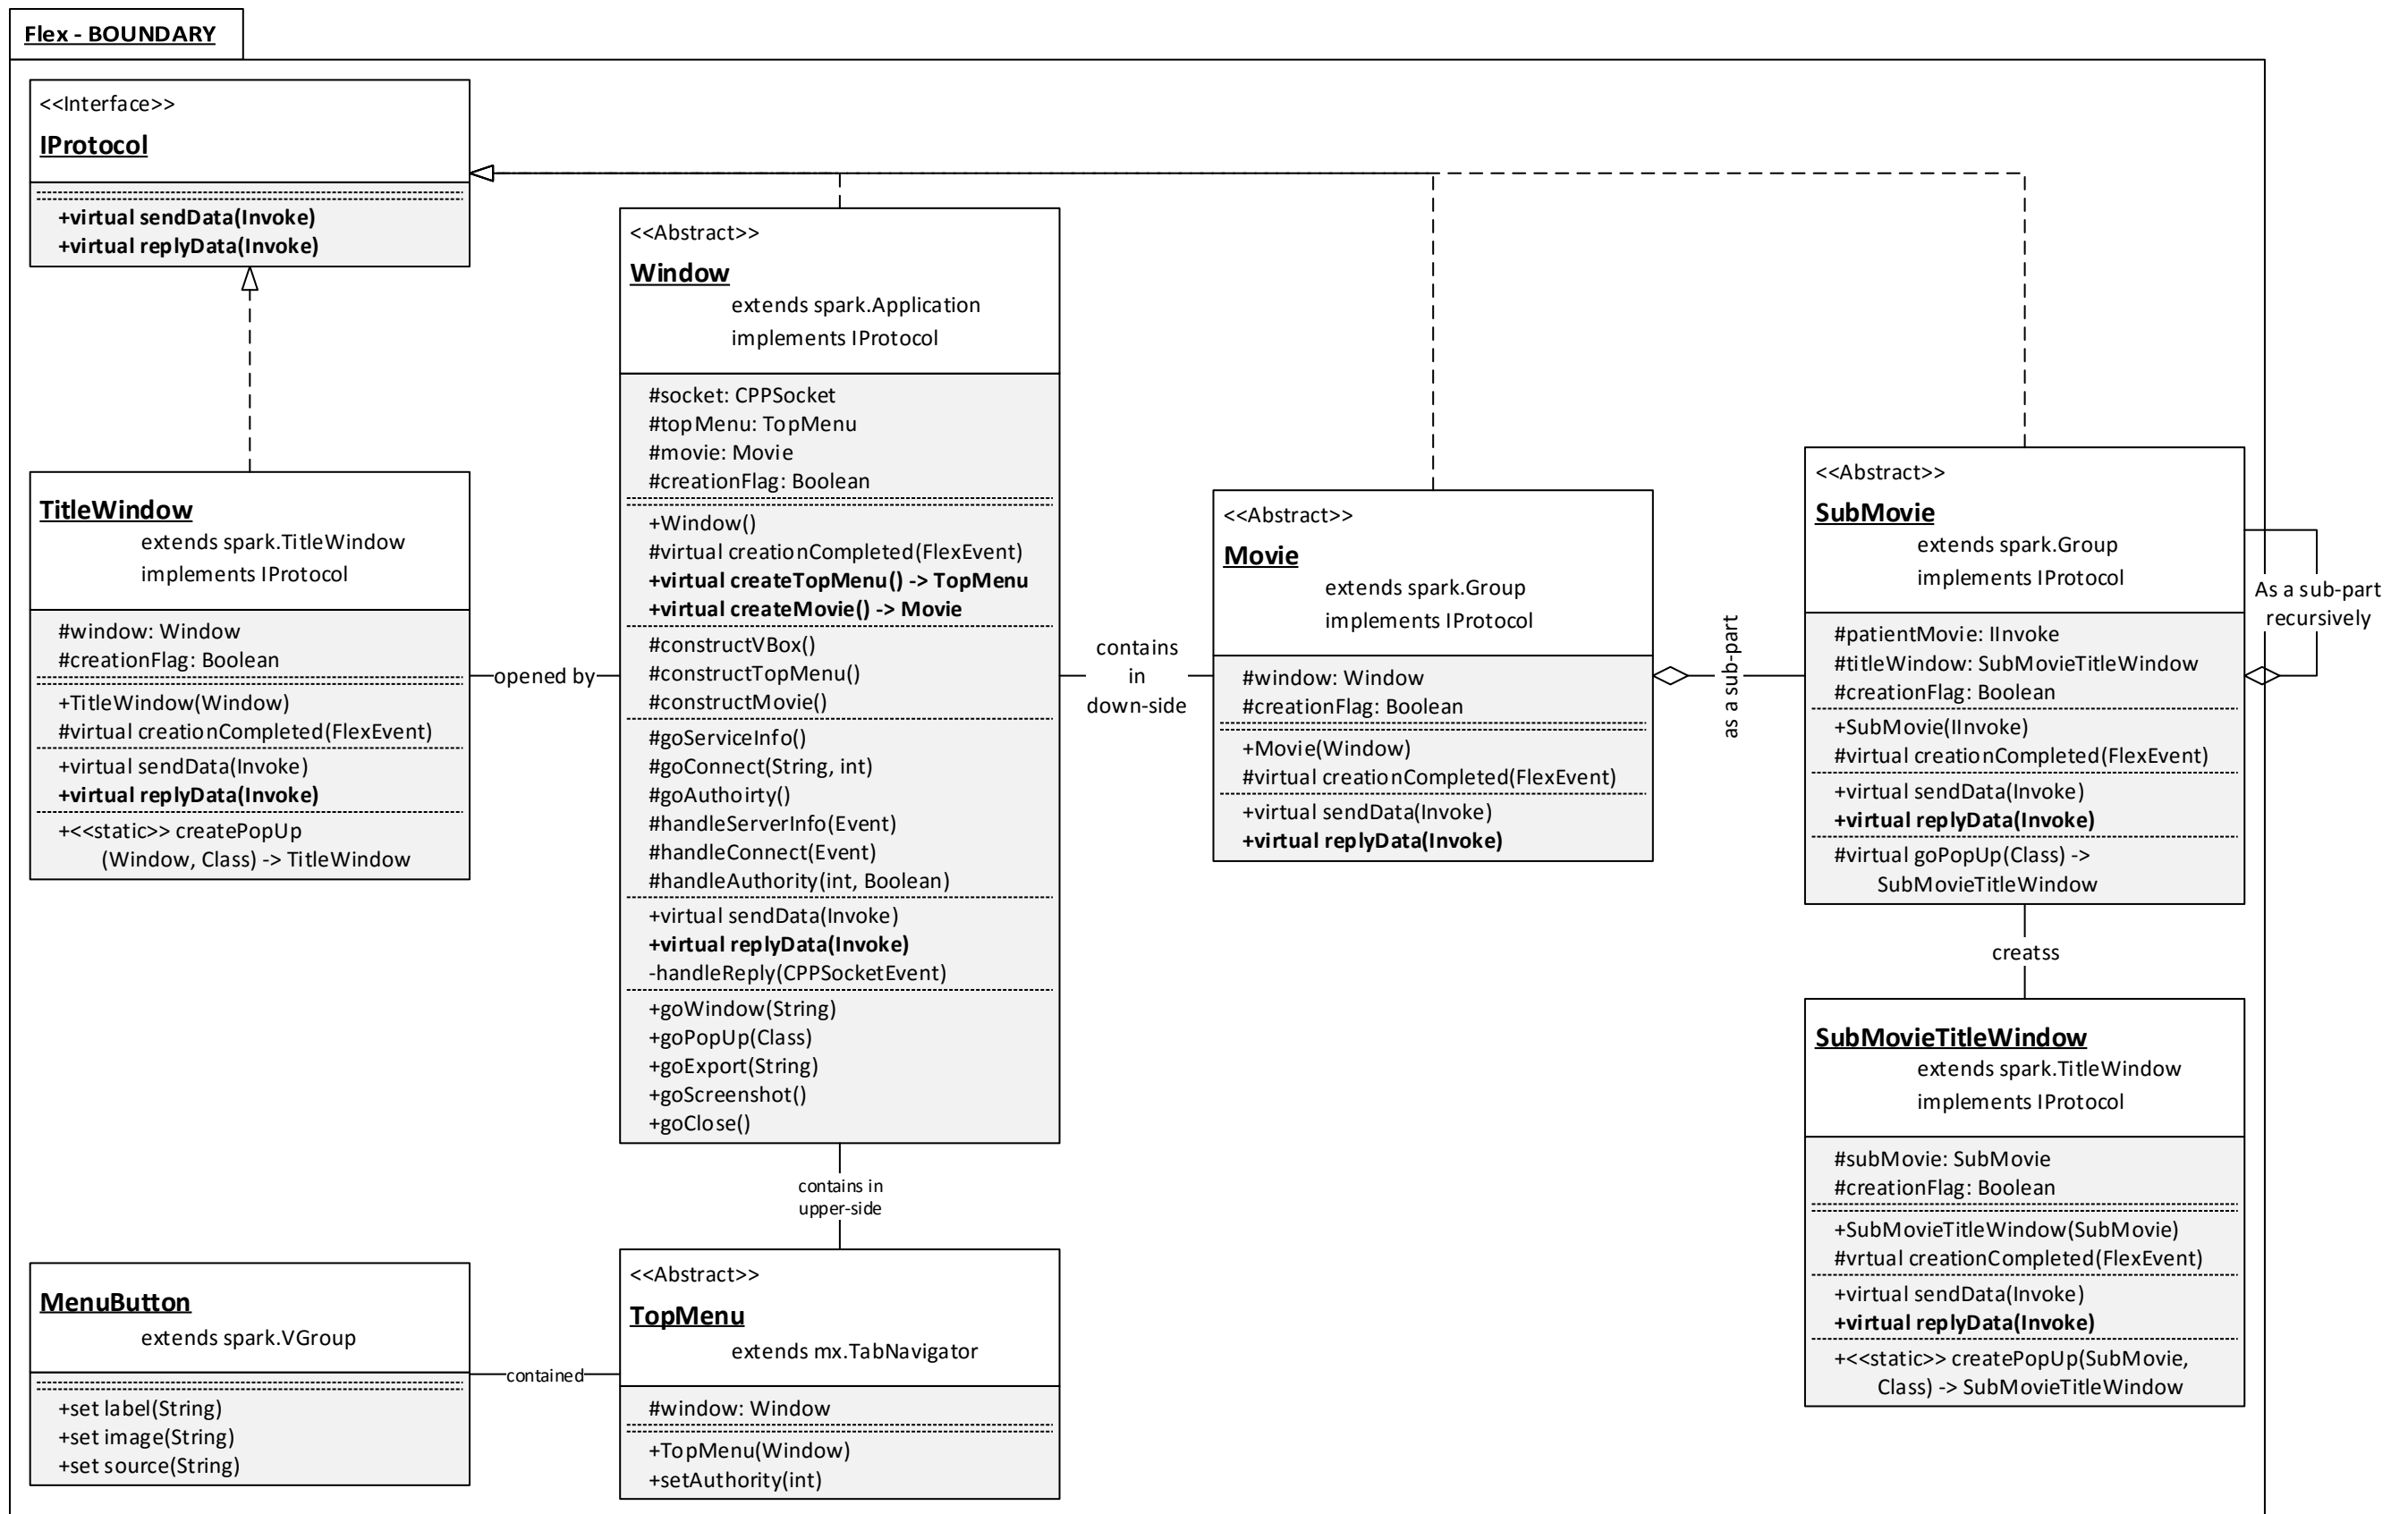 Flex - BOUNDARY
<<Interface>>
IProtocol
+virtual sendData(Invoke)
+virtual replyData(Invoke)
TitleWindow
extends spark.TitleWindow
implements IProtocol
#window: Window
#creationFlag: Boolean
+TitleWindow(Window)
#virtual creationCompleted(FlexEvent)
+virtual sendData(Invoke)
+virtual replyData(Invoke)
+<<static>> createPopUp
(Window, Class) -> TitleWindow
opened by
<<Abstract>>
Window
extends spark.Application
implements IProtocol
#socket: CPPSocket
#topMenu: TopMenu
#movie: Movie
#creationFlag: Boolean
+Window()
#virtual creationCompleted(FlexEvent)
+virtual createTopMenu() -> TopMenu
+virtual createMovie() -> Movie
#constructVBox()
#constructTopMenu()
#constructMovie()
#goServiceInfo()
#goConnect(String, int)
#goAuthoirty()
#handleServerInfo(Event)
#handleConnect(Event)
#handleAuthority(int, Boolean)
+virtual sendData(Invoke)
+virtual replyData(Invoke)
-handleReply(CPPSocketEvent)
+goWindow(String)
+goPopUp(Class)
+goExport(String)
+goScreenshot()
+goClose()
contains
in
down-side
<<Abstract>>
Movie
extends spark.Group
implements IProtocol
#window: Window
#creationFlag: Boolean
+Movie(Window)
#virtual creationCompleted(FlexEvent)
+virtual sendData(Invoke)
+virtual replyData(Invoke)
as a sub-part
<<Abstract>>
SubMovie
extends spark.Group
implements IProtocol
#patientMovie: IInvoke
#titleWindow: SubMovieTitleWindow
#creationFlag: Boolean
+SubMovie(IInvoke)
#virtual creationCompleted(FlexEvent)
+virtual sendData(Invoke)
+virtual replyData(Invoke)
#virtual goPopUp(Class) ->
SubMovieTitleWindow
As a sub-part
recursively
creatss
SubMovieTitleWindow
extends spark.TitleWindow
implements IProtocol
#subMovie: SubMovie
#creationFlag: Boolean
+SubMovieTitleWindow(SubMovie)
#vrtual creationCompleted(FlexEvent)
+virtual sendData(Invoke)
+virtual replyData(Invoke)
+<<static>> createPopUp(SubMovie,
Class) -> SubMovieTitleWindow
contains in
upper-side
MenuButton
extends spark.VGroup
+set label(String)
+set image(String)
+set source(String)
contained
<<Abstract>>
TopMenu
extends mx.TabNavigator
#window: Window
+TopMenu(Window)
+setAuthority(int)